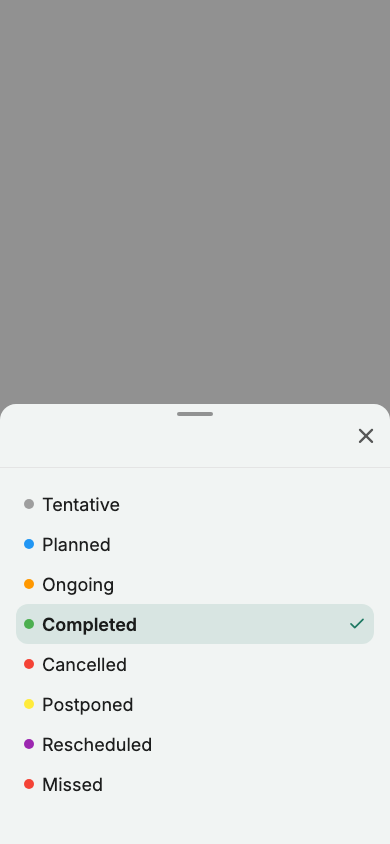 Tentative
Planned
Ongoing
Completed
Cancelled
Postponed
Rescheduled
Missed